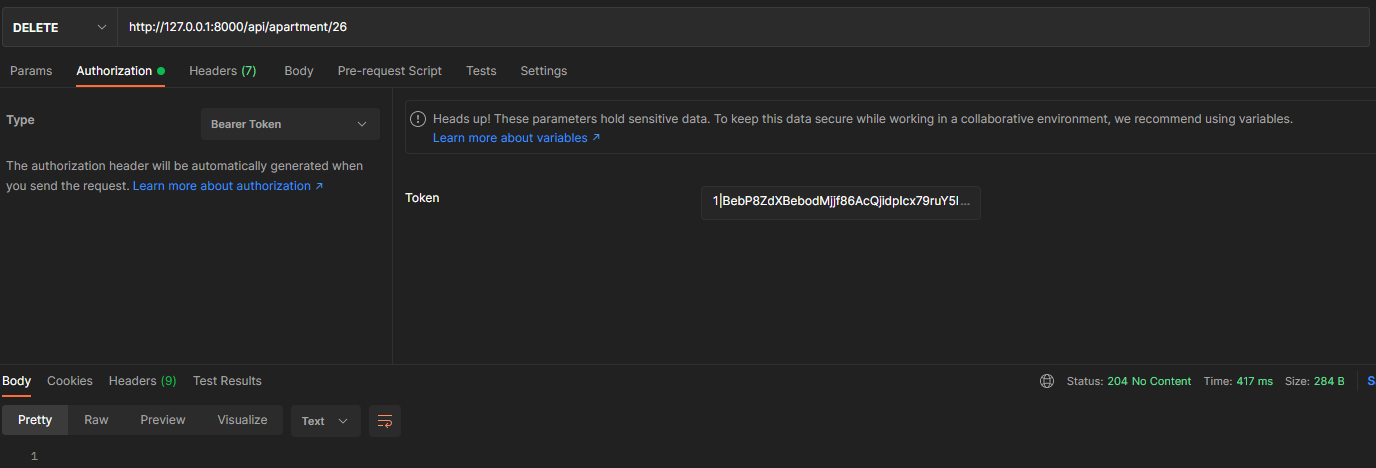 DELETE http://127.0.0.1:8000/api/apartment/26
Params Authorization Headers (7) Body Pre-request Script Tests Settings
Type Bearer Token
The authorization header will be automatically generated when
you send the request. Learn more about authorization ↗
Heads up! These parameters hold sensitive data. To keep this data secure while working in a collaborative environment, we recommend using variables.
Learn more about variables ↗
Token 1|BebP8ZdXBebodMjjf86AcQjidpIcx79ruY5I...
Body Cookies Headers (9) Test Results Status: 204 No Content Time: 417 ms Size: 284 B S
Pretty Raw Preview Visualize Text
1